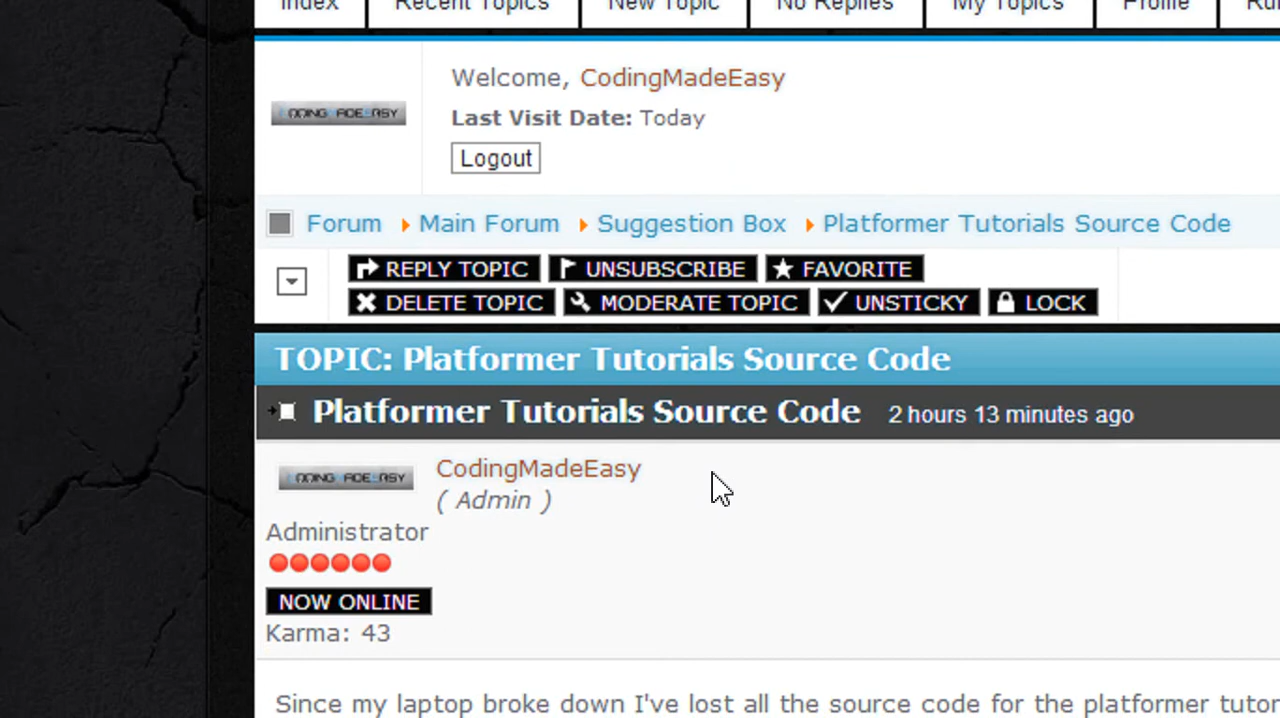 Index Recent Topics New Topic No Replies My Topics Profile
Welcome, CodingMadeEasy
Last Visit Date: Today
Logout
Forum Main Forum Suggestion Box Platformer Tutorials Source Code
REPLY TOPIC UNSUBSCRIBE FAVORITE
DELETE TOPIC MODERATE TOPIC UNSTICKY LOCK
TOPIC: Platformer Tutorials Source Code
Platformer Tutorials Source Code 2 hours 13 minutes ago
CodingMadeEasy
( Admin )
Administrator
NOW ONLINE
Karma: 43
Since my laptop broke down I've lost all the source code for the platformer